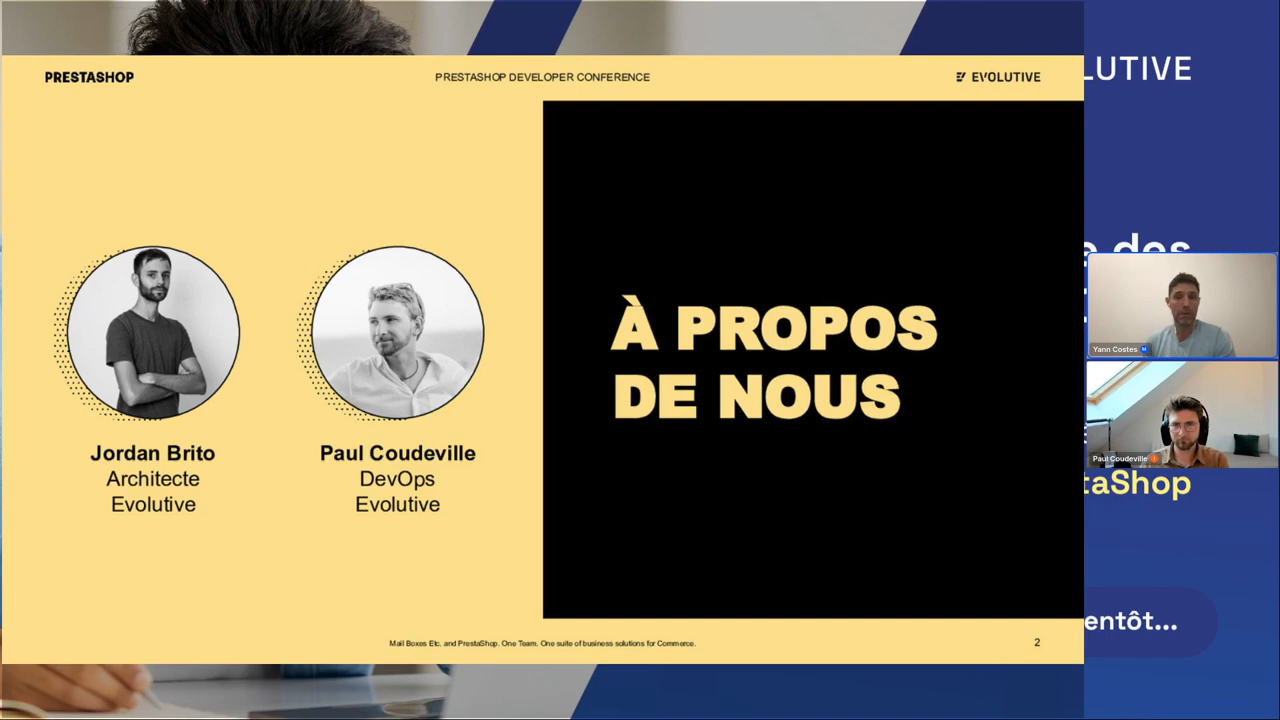 PRESTASHOP
PRESTASHOP DEVELOPER CONFERENCE
EVOLUTIVE
À PROPOS
DE NOUS
Jordan Brito
Architecte
Evolutive
Paul Coudeville
DevOps
Evolutive
Mail Boxes Etc. and PrestaShop. One Team. One suite of business solutions for Commerce.
2
LUTIVE
des
Yann Costes
Paul Coudeville
taShop
entôt...